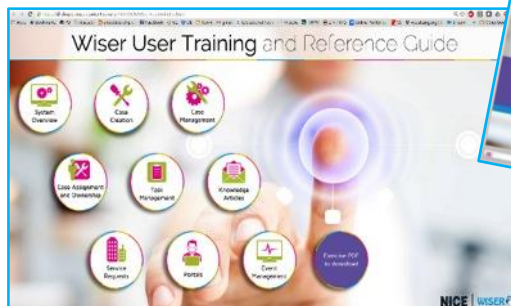 Wiser User Training and Reference Guide
System
Overview
Case
Creation
Case
Management
Case Assignment
and Ownership
Task
Management
Knowledge
Articles
Service
Requests
Portals
Event
Management
Exercise PDF
to download
NICE WISER